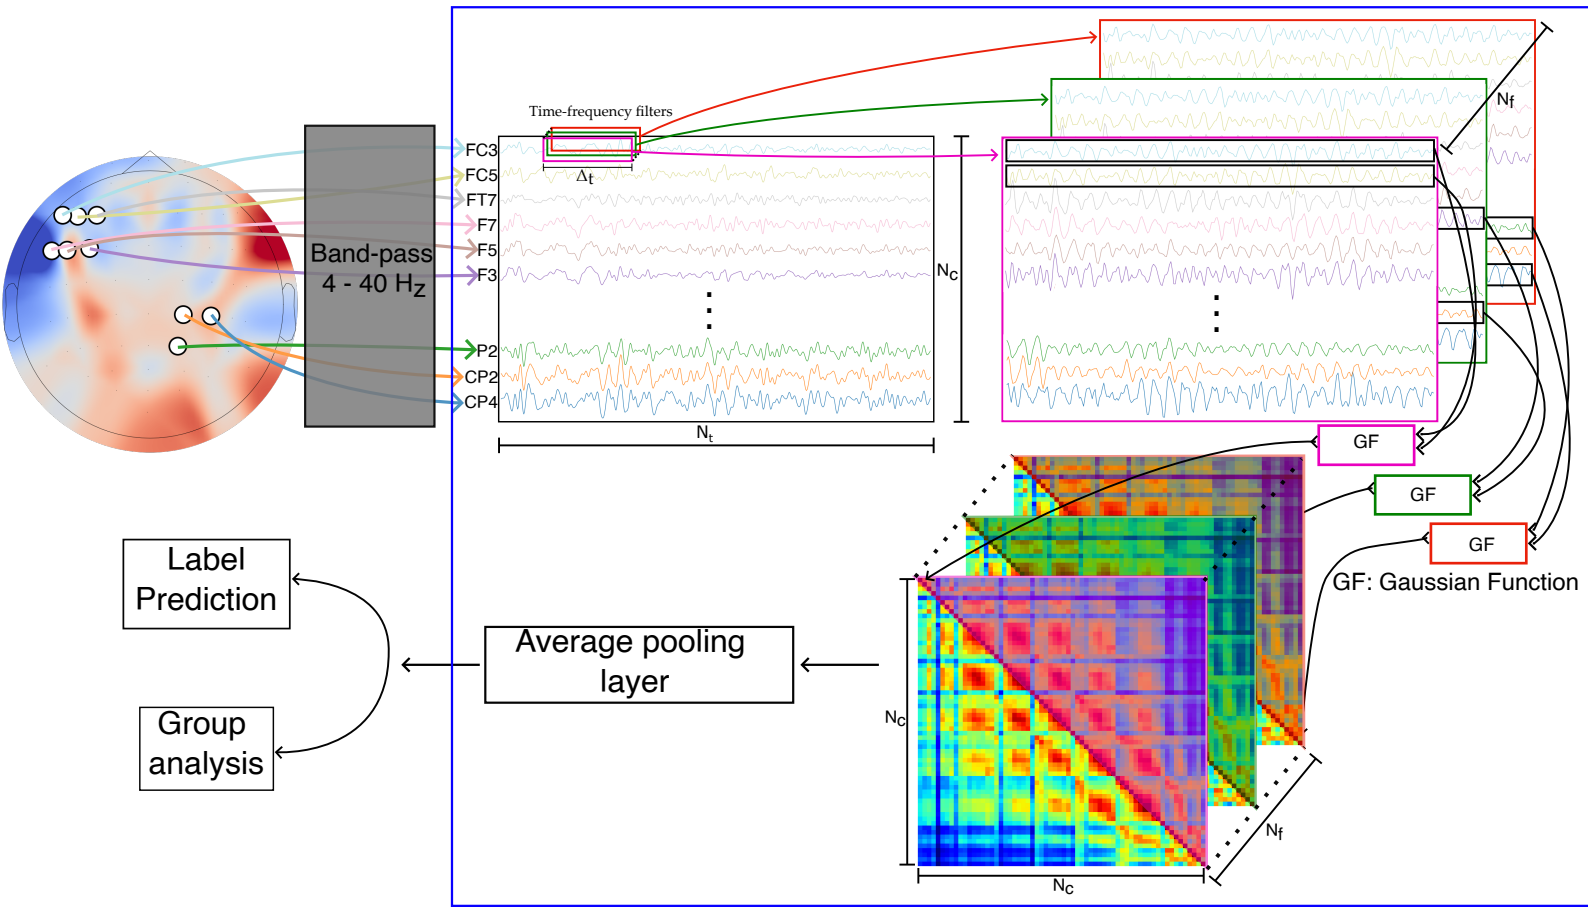 Time-frequency filters
Δt
FC3
FC5
FT7
F7
F5
F3
P2
CP2
CP4
Band-pass
4 - 40 Hz
Nc
Nt
Nf
GF
GF
GF
GF: Gaussian Function
Nc
Nc
Nf
Average pooling
layer
Label
Prediction
Group
analysis